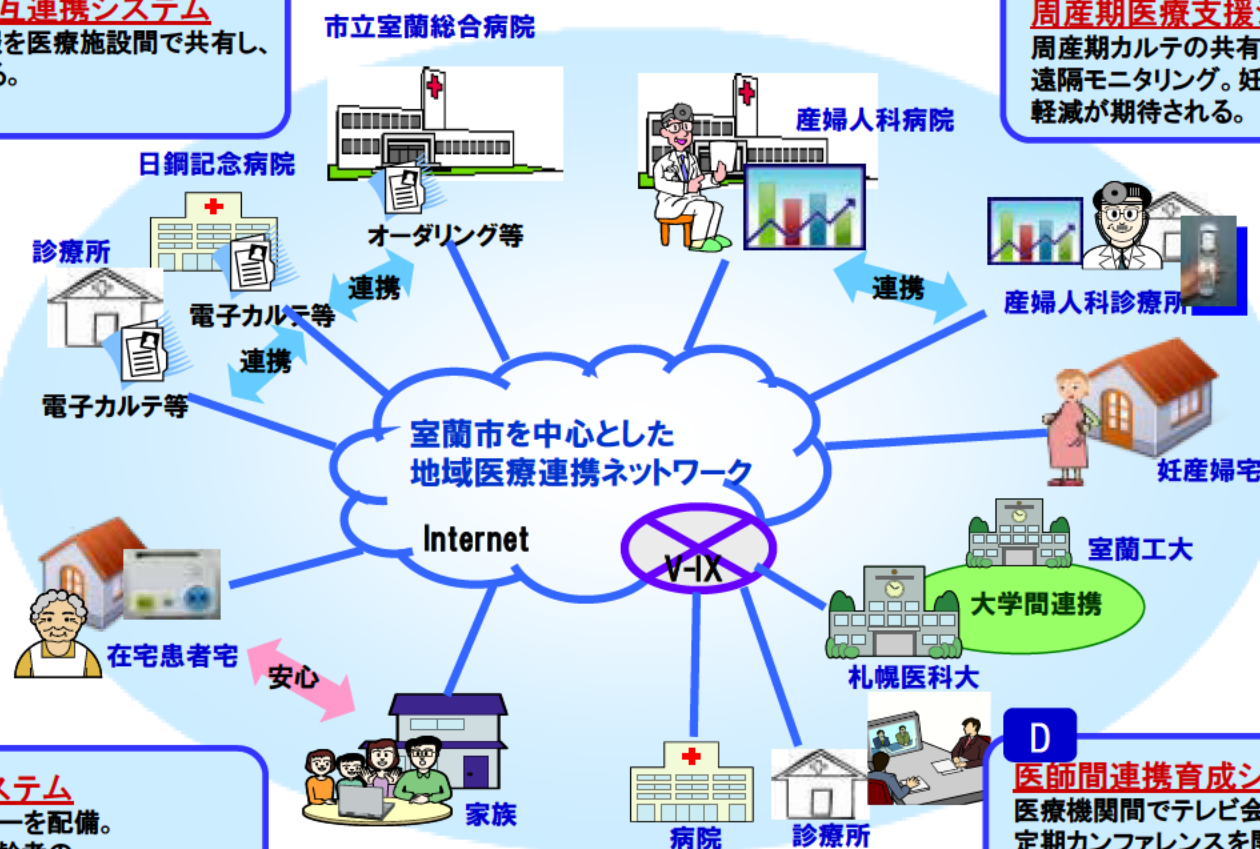 互連携システム
を医療施設間で共有し、
る。
市立室蘭総合病院
周産期医療支援
周産期カルテの共有
遠隔モニタリング。妊
軽減が期待される。
産婦人科病院
日鋼記念病院
オーダリング等
診療所
連携
連携
産婦人科診療所
電子カルテ等
連携
電子カルテ等
室蘭市を中心とした
地域医療連携ネットワーク
妊産婦宅
Internet
V-IX
室蘭工大
大学間連携
在宅患者宅
安心
札幌医科大
家族
病院
診療所
D
医師間連携育成シ
医療機関間でテレビ会
定期カンファレンスを
ステム
ーを配備。
齢者の